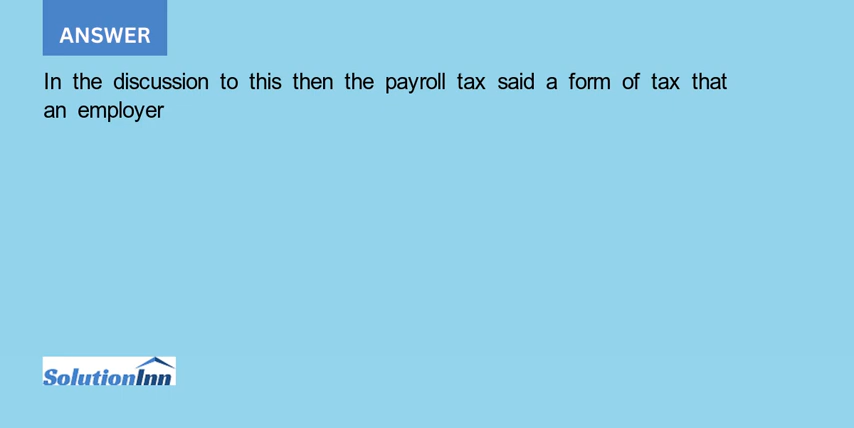 ANSWER
In the discussion to this then the payroll tax said a form of tax that
an employer
SolutionInn